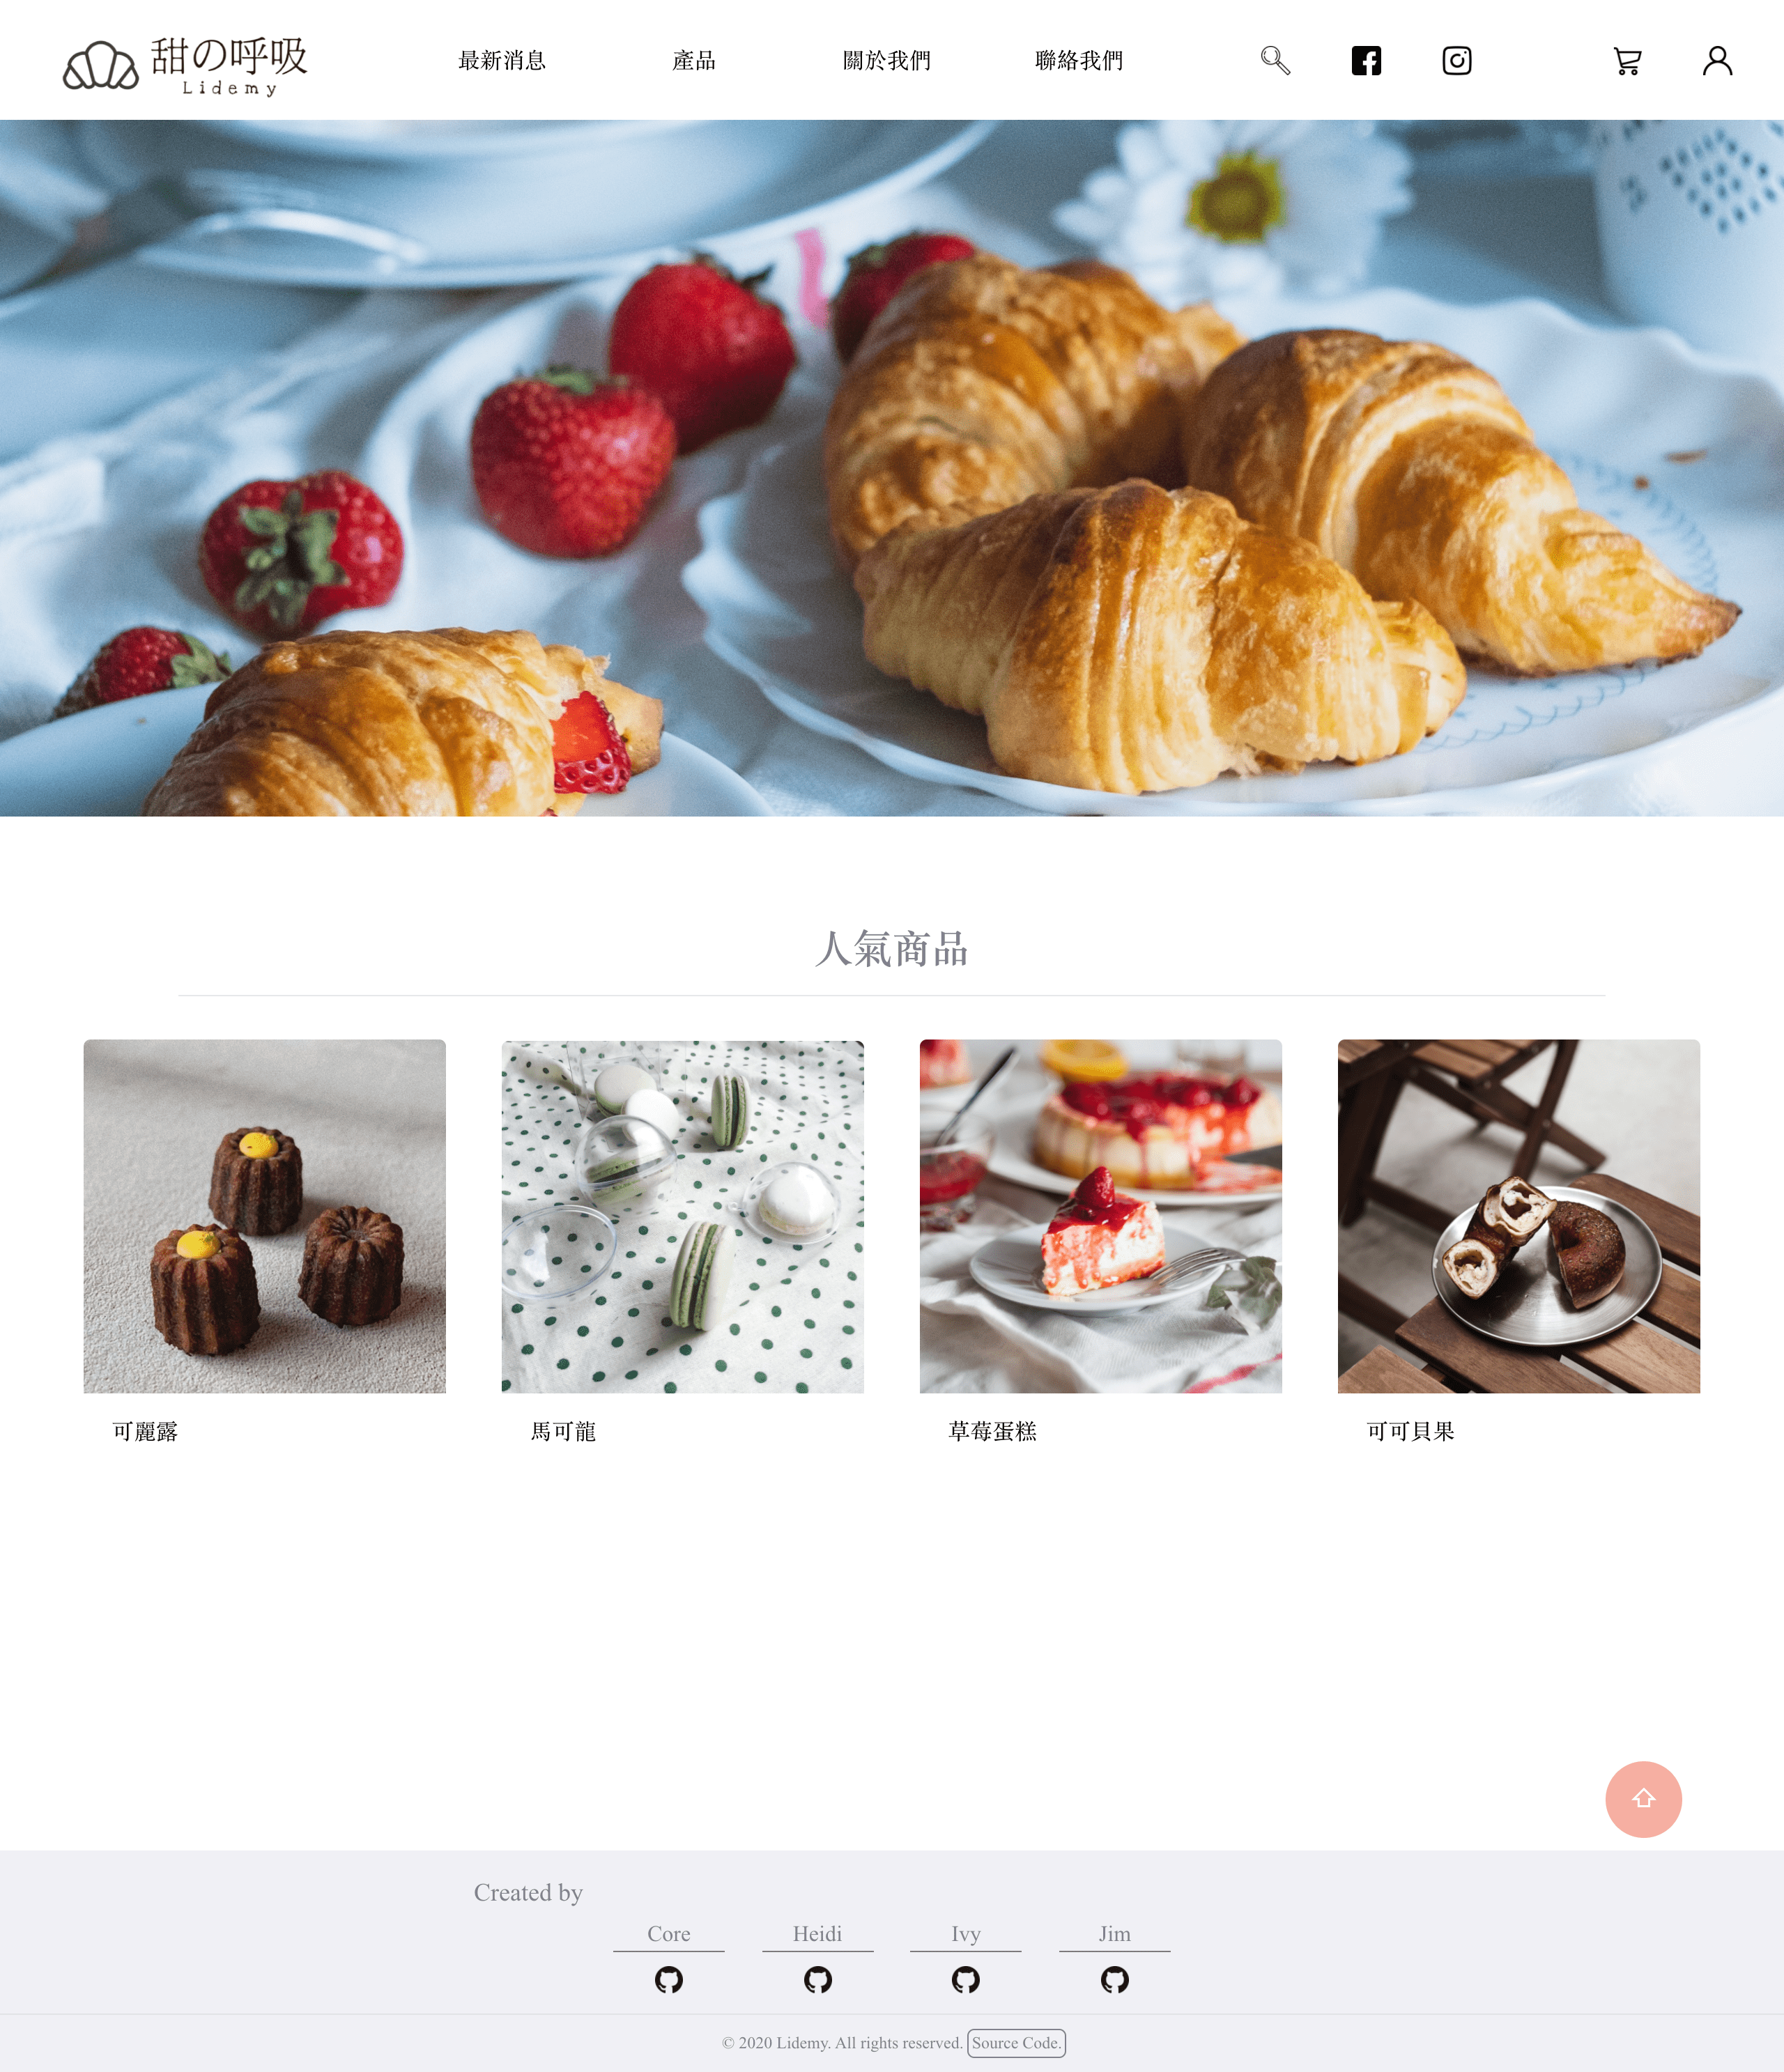 甜の呼吸
Lidemy
最新消息 產品 關於我們 聯絡我們
人氣商品
可麗露 馬可龍 草莓蛋糕 可可貝果
Created by
Core Heidi Ivy Jim
© 2020 Lidemy. All rights reserved. Source Code.